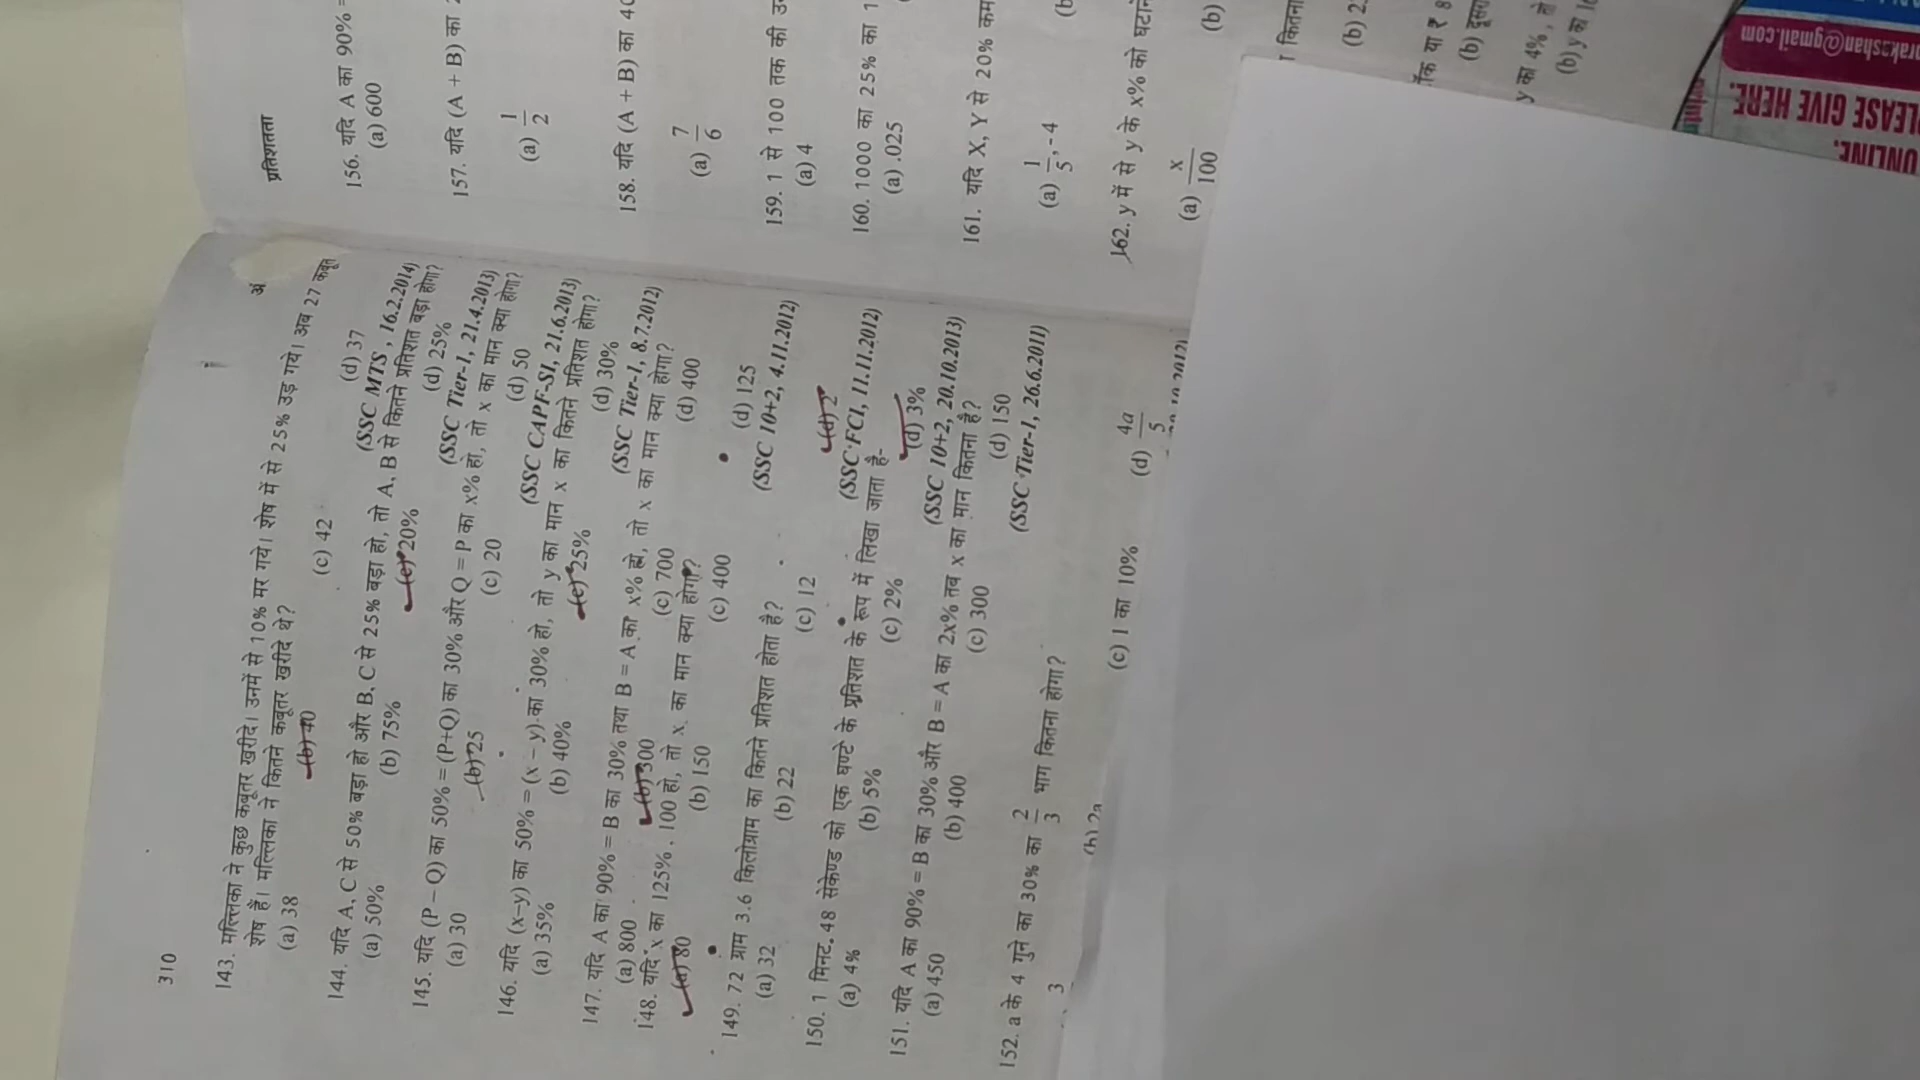 310
143. मल्लिका ने कुछ कबूतर खरीदे। उनमें से 10% मर गये। शेष में से 25% उड़ गये। अब 27 कबूत
शेष हैं। मल्लिका ने कितने कबूतर खरीदे थे?
(a) 38 (b) 40 (c) 42 (d) 37
(SSC MTS , 16.2.2014)
144. यदि A, C से 50% बड़ा हो और B, C से 25% बड़ा हो, तो A, B से कितने प्रतिशत बड़ा होगा?
(a) 50% (b) 75% (c) 20% (d) 25%
(SSC Tier-1, 21.4.2013)
145. यदि (P – Q) का 50% = (P+Q) का 30% और Q = P का x% हो, तो x का मान क्या होगा?
(a) 30 (b) 25 (c) 20 (d) 50
(SSC CAPF-SI, 21.6.2013)
146. यदि (x–y) का 50% = (x – y) का 30% हो, तो y का मान x का कितने प्रतिशत होगा?
(a) 35% (b) 40% (c) 25% (d) 30%
(SSC Tier-1, 8.7.2012)
147. यदि A का 90% = B का 30% तथा B = A का x% हो, तो x का मान क्या होगा?
(a) 800 (b) 300 (c) 700 (d) 400
148. यदि x का 125%, 100 हो, तो x का मान क्या होगा?
(a) 80 (b) 150 (c) 400 (d) 125
(SSC 10+2, 4.11.2012)
149. 72 ग्राम 3.6 किलोग्राम का कितने प्रतिशत होता है?
(a) 32 (b) 22 (c) 12 (d) 2
(SSC FCI, 11.11.2012)
150. 1 मिनट 48 सेकेण्ड को एक घण्टे के प्रतिशत के रूप में लिखा जाता है-
(a) 4% (b) 5% (c) 2% (d) 3%
(SSC 10+2, 20.10.2013)
151. यदि A का 90% = B का 30% और B = A का 2x% तब x का मान कितना है?
(a) 450 (b) 400 (c) 300 (d) 150
(SSC Tier-1, 26.6.2011)
152. a के 4 गुने का 30% का 2/3 भाग कितना होगा?
3 (c) 1 का 10% (d) 4a/5
प्रतिशतता
156. यदि A का 90% =
(a) 600
157. यदि (A + B) का
(a) 1/2
158. यदि (A + B) का 40
(a) 7/6
159. 1 से 100 तक की
(a) 4
160. 1000 का 25% का 1
(a) .025
161. यदि X, Y से 20% कम
(a) 1/5, - 4 (b
162. y में से y के x% को घटाने
(a) x/100 (b)
(b) 2
या ₹ 8
(b)
y का 4%, तो
(b) y का
rakashan@gmail.com
LEASE GIVE HERE.